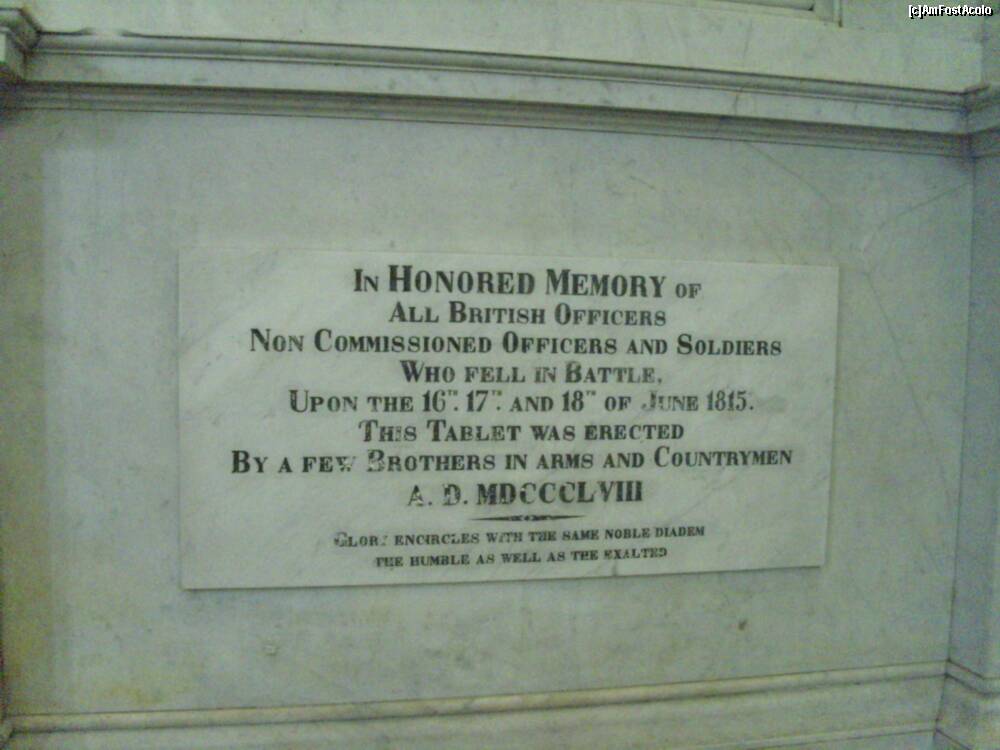 [c]AmFostAcolo
In Honored Memory of
All British Officers
Non Commissioned Officers and Soldiers
Who fell in Battle,
Upon the 16TH. 17TH. and 18TH of June 1815.
This Tablet was erected
By a few Brothers in arms and Countrymen
A. D. MDCCCLVIII
Glory encircles with the same noble diadem
the humble as well as the exalted